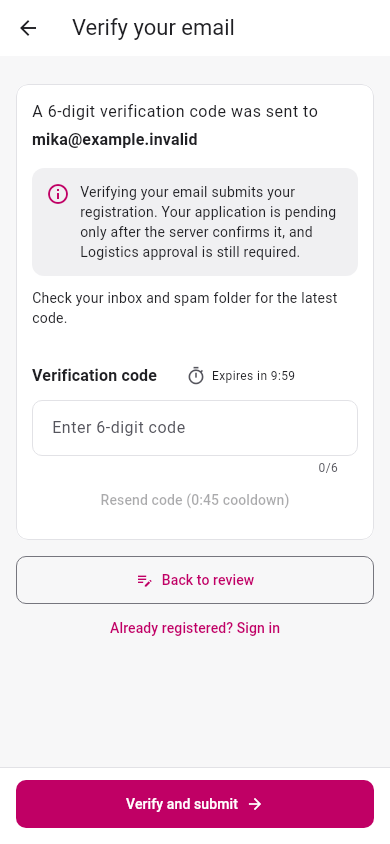 Verify your email
A 6-digit verification code was sent to
mika@example.invalid
Verifying your email submits your
registration. Your application is pending
only after the server confirms it, and
Logistics approval is still required.
Check your inbox and spam folder for the latest
code.
Verification code
Expires in 9:59
Enter 6-digit code
0/6
Resend code (0:45 cooldown)
Back to review
Already registered? Sign in
Verify and submit